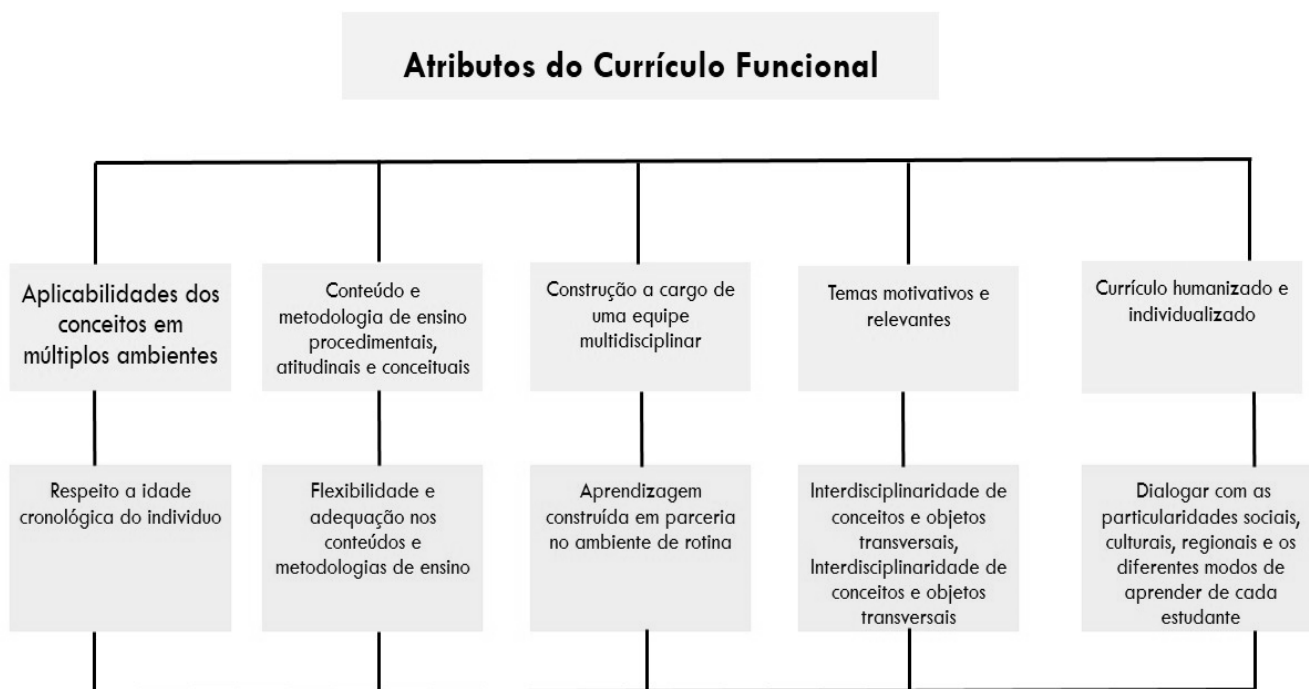 Atributos do Currículo Funcional
Aplicabilidades dos
conceitos em
múltiplos ambientes
Conteúdo e
metodologia de ensino
procedimentais,
atitudinais e conceituais
Construção a cargo de
uma equipe
multidisciplinar
Temas motivativos e
relevantes
Currículo humanizado e
individualizado
Respeito a idade
cronológica do individuo
Flexibilidade e
adequação nos
conteúdos e
metodologias de ensino
Aprendizagem
construída em parceria
no ambiente de rotina
Interdisciplinaridade de
conceitos e objetos
transversais,
Interdisciplinaridade de
conceitos e objetos
transversais
Dialogar com as
particularidades sociais,
culturais, regionais e os
diferentes modos de
aprender de cada
estudante